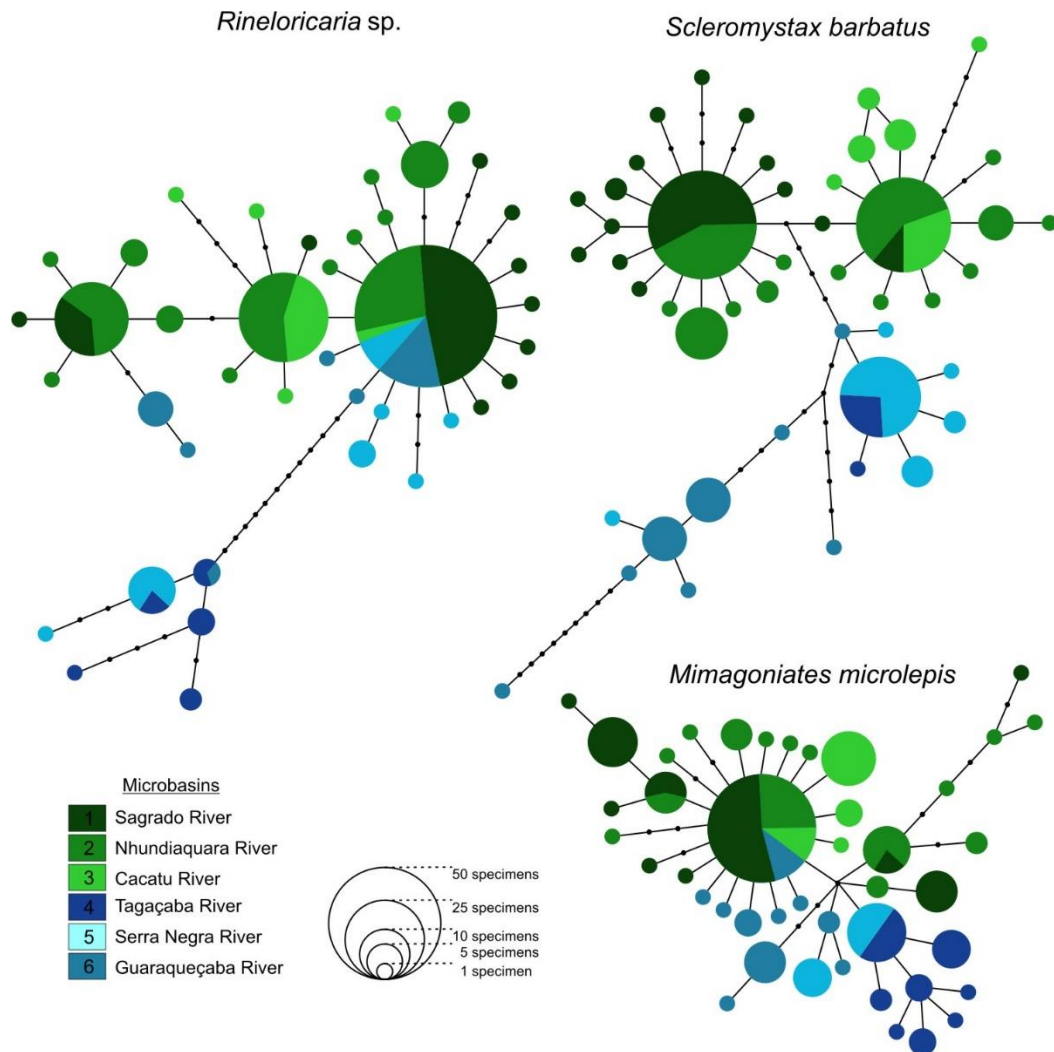 Rineloricaria sp.
Scleromystax barbatus
Mimagoniates microlepis
Microbasins
1 Sagrado River
2 Nhundiaquara River
3 Cacatu River
4 Tagaçaba River
5 Serra Negra River
6 Guaraqueçaba River
50 specimens
25 specimens
10 specimens
5 specimens
1 specimen